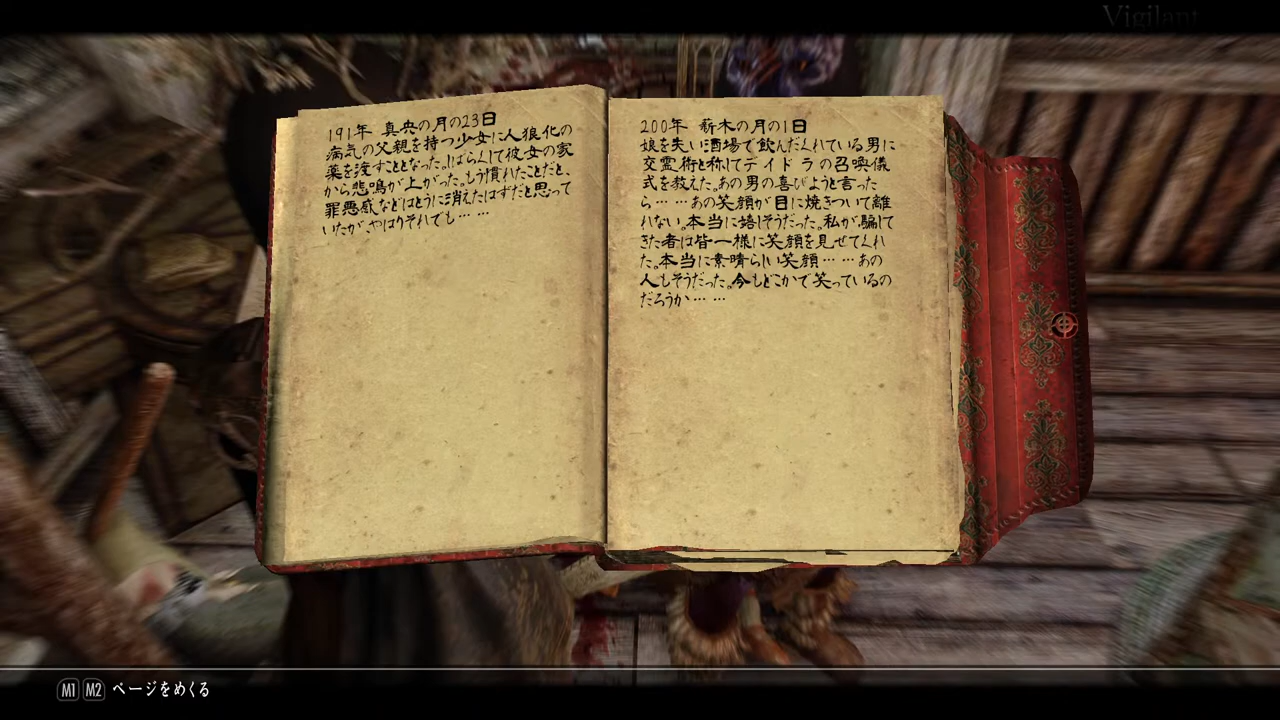 Vigilant
191年 真央の月の23日
病気の父親を持つ少女に人狼化の
薬を渡すこととなった。しばらくして彼女の家
から悲鳴が上がった。もう慣れたことだと、
罪悪感などはとうに消えたはずだと思って
いたが、やはりそれでも……
200年 薪木の月の1日
娘を失い酒場で飲んだくれている男に
交霊術と称してデイドラの召喚儀
式を教えた。あの男の喜びようと言った
ら……あの笑顔が目に焼きついて離
れない。本当に嬉しそうだった。私が騙して
きた者は皆一様に笑顔を見せてくれ
た。本当に素晴らしい笑顔……あの
人もそうだった。今もどこかで笑っているの
だろうか……
M1 M2 ページをめくる